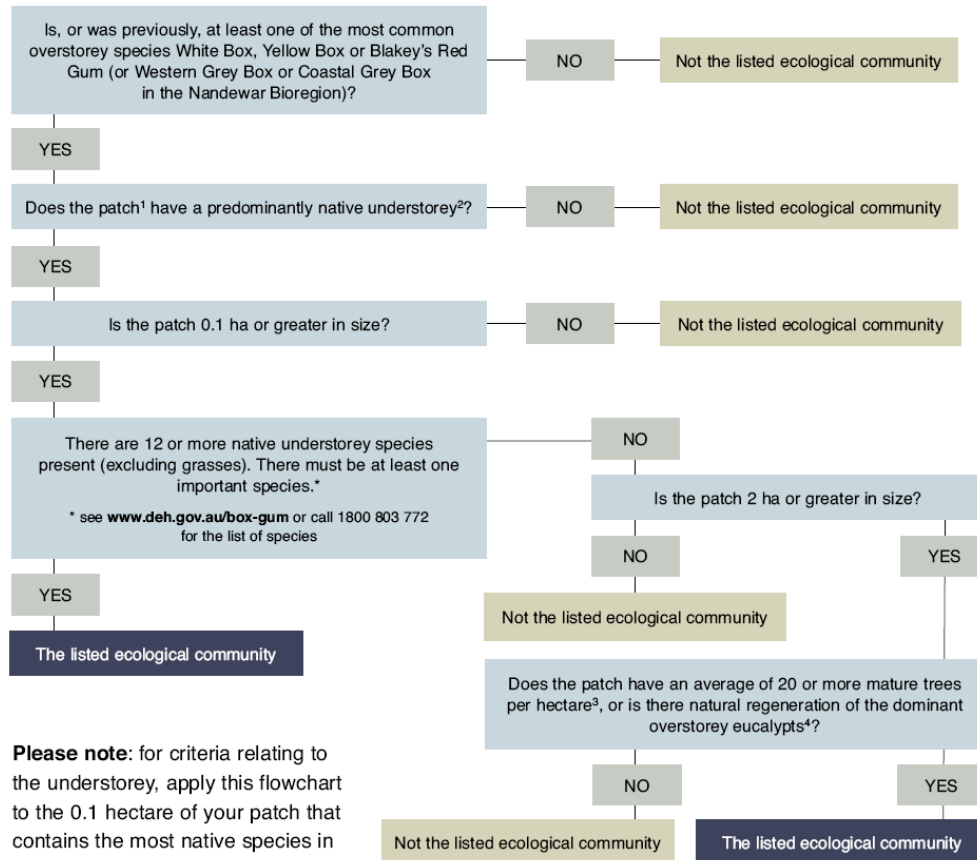 Is, or was previously, at least one of the most common
overstorey species White Box, Yellow Box or Blakey's Red
Gum (or Western Grey Box or Coastal Grey Box
in the Nandewar Bioregion)?
NO
Not the listed ecological community
YES
Does the patch¹ have a predominantly native understorey²?
NO
Not the listed ecological community
YES
Is the patch 0.1 ha or greater in size?
NO
Not the listed ecological community
YES
There are 12 or more native understorey species
present (excluding grasses). There must be at least one
important species.*
* see www.deh.gov.au/box-gum or call 1800 803 772
for the list of species
NO
Is the patch 2 ha or greater in size?
NO
YES
YES
Not the listed ecological community
The listed ecological community
Does the patch have an average of 20 or more mature trees
per hectare³, or is there natural regeneration of the dominant
overstorey eucalypts⁴?
NO
YES
Not the listed ecological community
The listed ecological community
Please note: for criteria relating to
the understorey, apply this flowchart
to the 0.1 hectare of your patch that
contains the most native species in